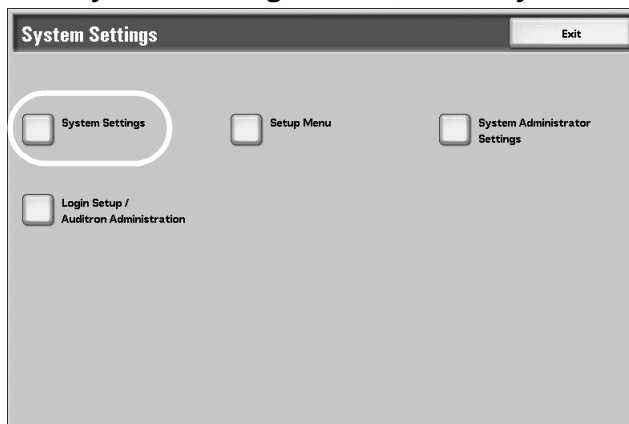 System Settings
Exit
System Settings
Setup Menu
System Administrator
Settings
Login Setup /
Auditron Administration